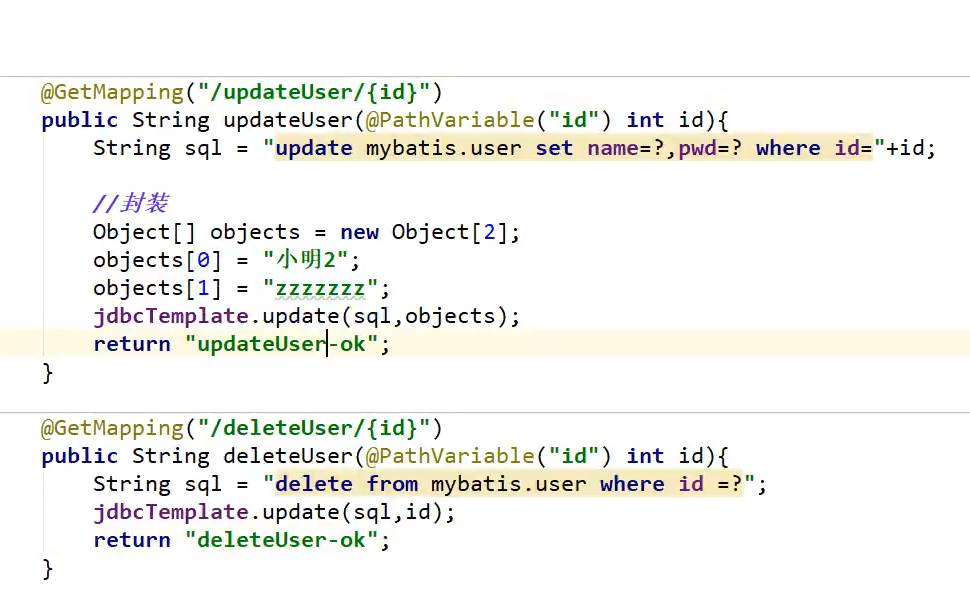 @GetMapping("/updateUser/{id}")
public String updateUser(@PathVariable("id") int id){
    String sql = "update mybatis.user set name=?,pwd=? where id="+id;
    //封装
    Object[] objects = new Object[2];
    objects[0] = "小明2";
    objects[1] = "zzzzzzz";
    jdbcTemplate.update(sql,objects);
    return "updateUser-ok";
}
@GetMapping("/deleteUser/{id}")
public String deleteUser(@PathVariable("id") int id){
    String sql = "delete from mybatis.user where id =?";
    jdbcTemplate.update(sql,id);
    return "deleteUser-ok";
}